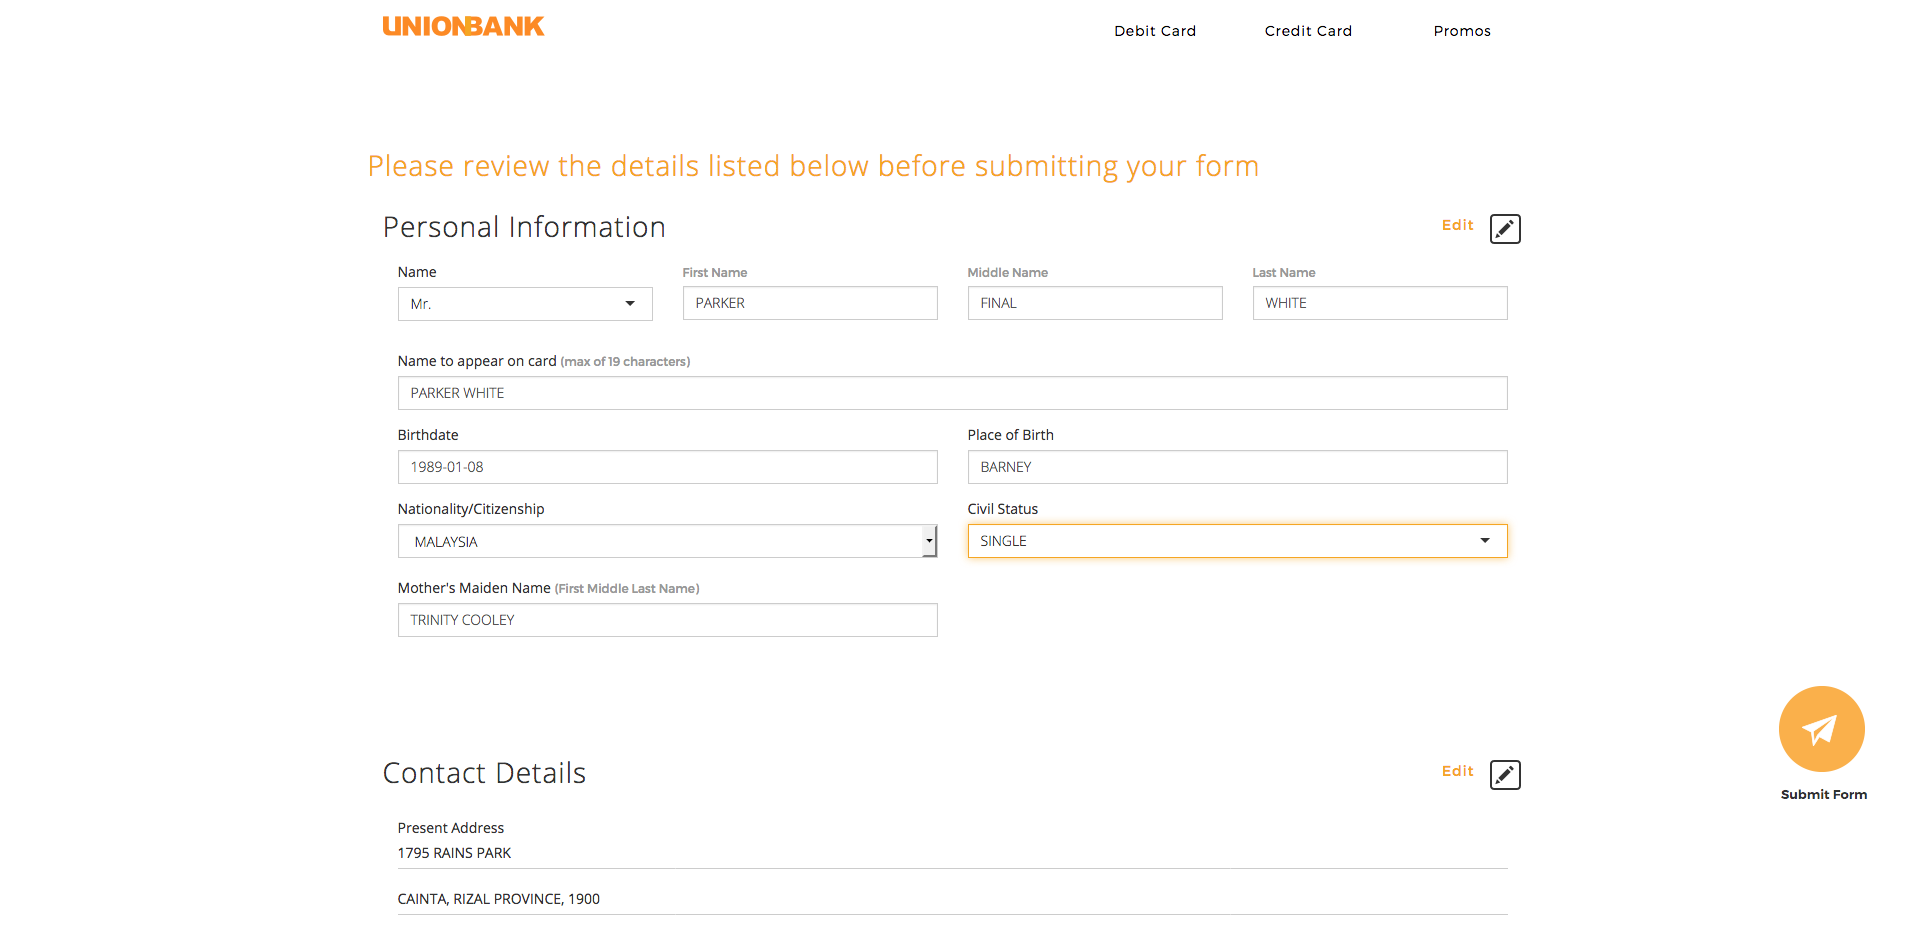 UNIONBANK
Debit Card Credit Card Promos
Please review the details listed below before submitting your form
Personal Information Edit
Name First Name Middle Name Last Name
Mr. PARKER FINAL WHITE
Name to appear on card (max of 19 characters)
PARKER WHITE
Birthdate Place of Birth
1989-01-08 BARNEY
Nationality/Citizenship Civil Status
MALAYSIA SINGLE
Mother's Maiden Name (First Middle Last Name)
TRINITY COOLEY
Submit Form
Contact Details Edit
Present Address
1795 RAINS PARK
CAINTA, RIZAL PROVINCE, 1900